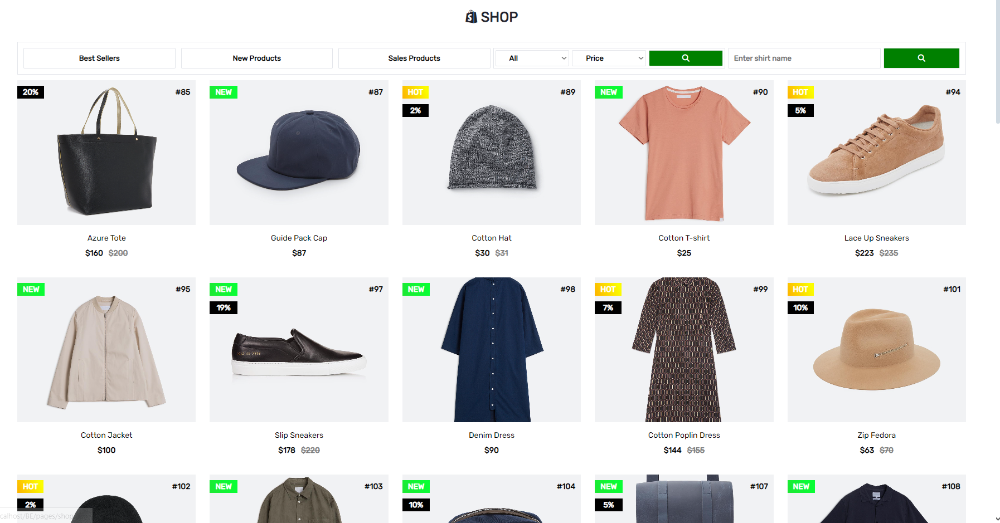 SHOP
Best Sellers New Products Sales Products All Price Enter shirt name
20% #85 NEW #87 HOT #89 NEW #90 HOT #94
2% 5%
Azure Tote Guide Pack Cap Cotton Hat Cotton T-shirt Lace Up Sneakers
$160 $200 $87 $30 $31 $25 $223 $235
NEW #95 NEW #97 NEW #98 HOT #99 HOT #101
19% 7% 10%
Cotton Jacket Slip Sneakers Denim Dress Cotton Poplin Dress Zip Fedora
$100 $178 $220 $90 $144 $155 $63 $70
HOT #102 NEW #103 NEW #104 NEW #107 NEW #108
2% 10% 5%
calhost/BE/pages/shop